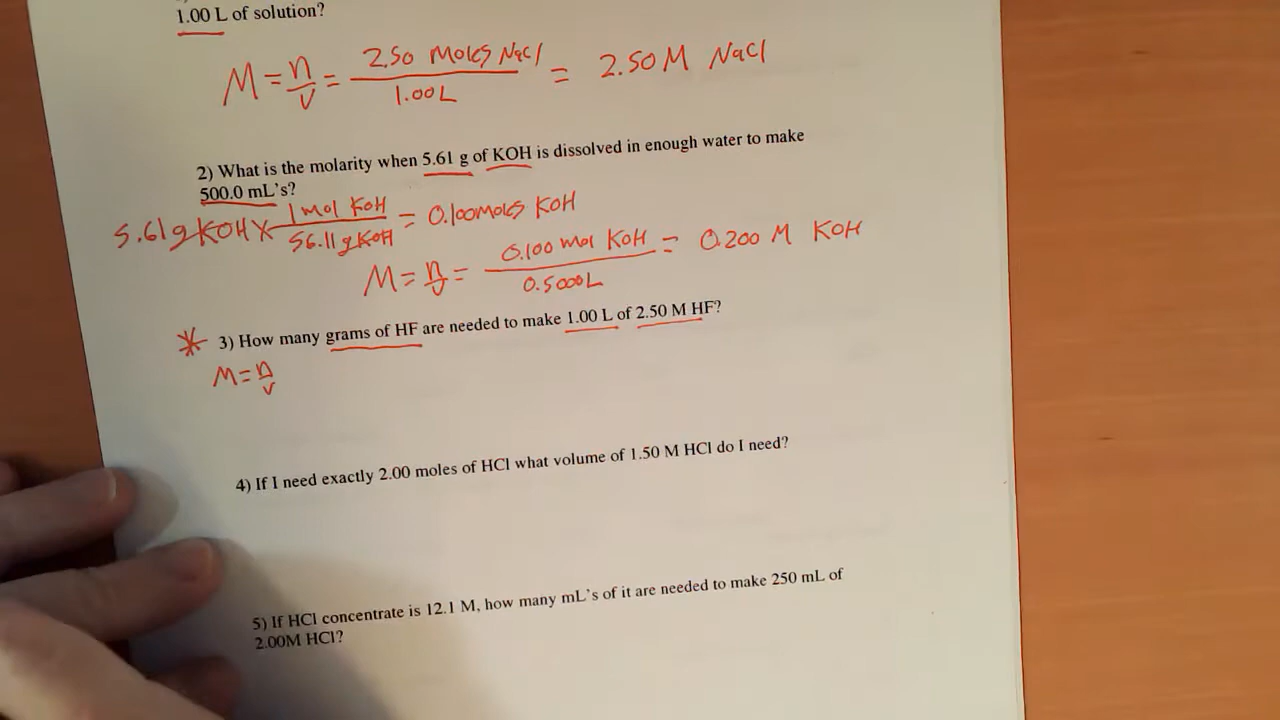 1.00 L of solution?
M = n/v = 2.50 Moles NaCl / 1.00L = 2.50 M NaCl
2) What is the molarity when 5.61 g of KOH is dissolved in enough water to make
500.0 mL's?
5.61g KOH x 1 mol KOH / 56.11g KOH = 0.100 moles KOH
M = n/v = 0.100 mol KOH / 0.5000L = 0.200 M KOH
* 3) How many grams of HF are needed to make 1.00 L of 2.50 M HF?
M = n/v
4) If I need exactly 2.00 moles of HCl what volume of 1.50 M HCl do I need?
5) If HCl concentrate is 12.1 M, how many mL's of it are needed to make 250 mL of
2.00M HCl?